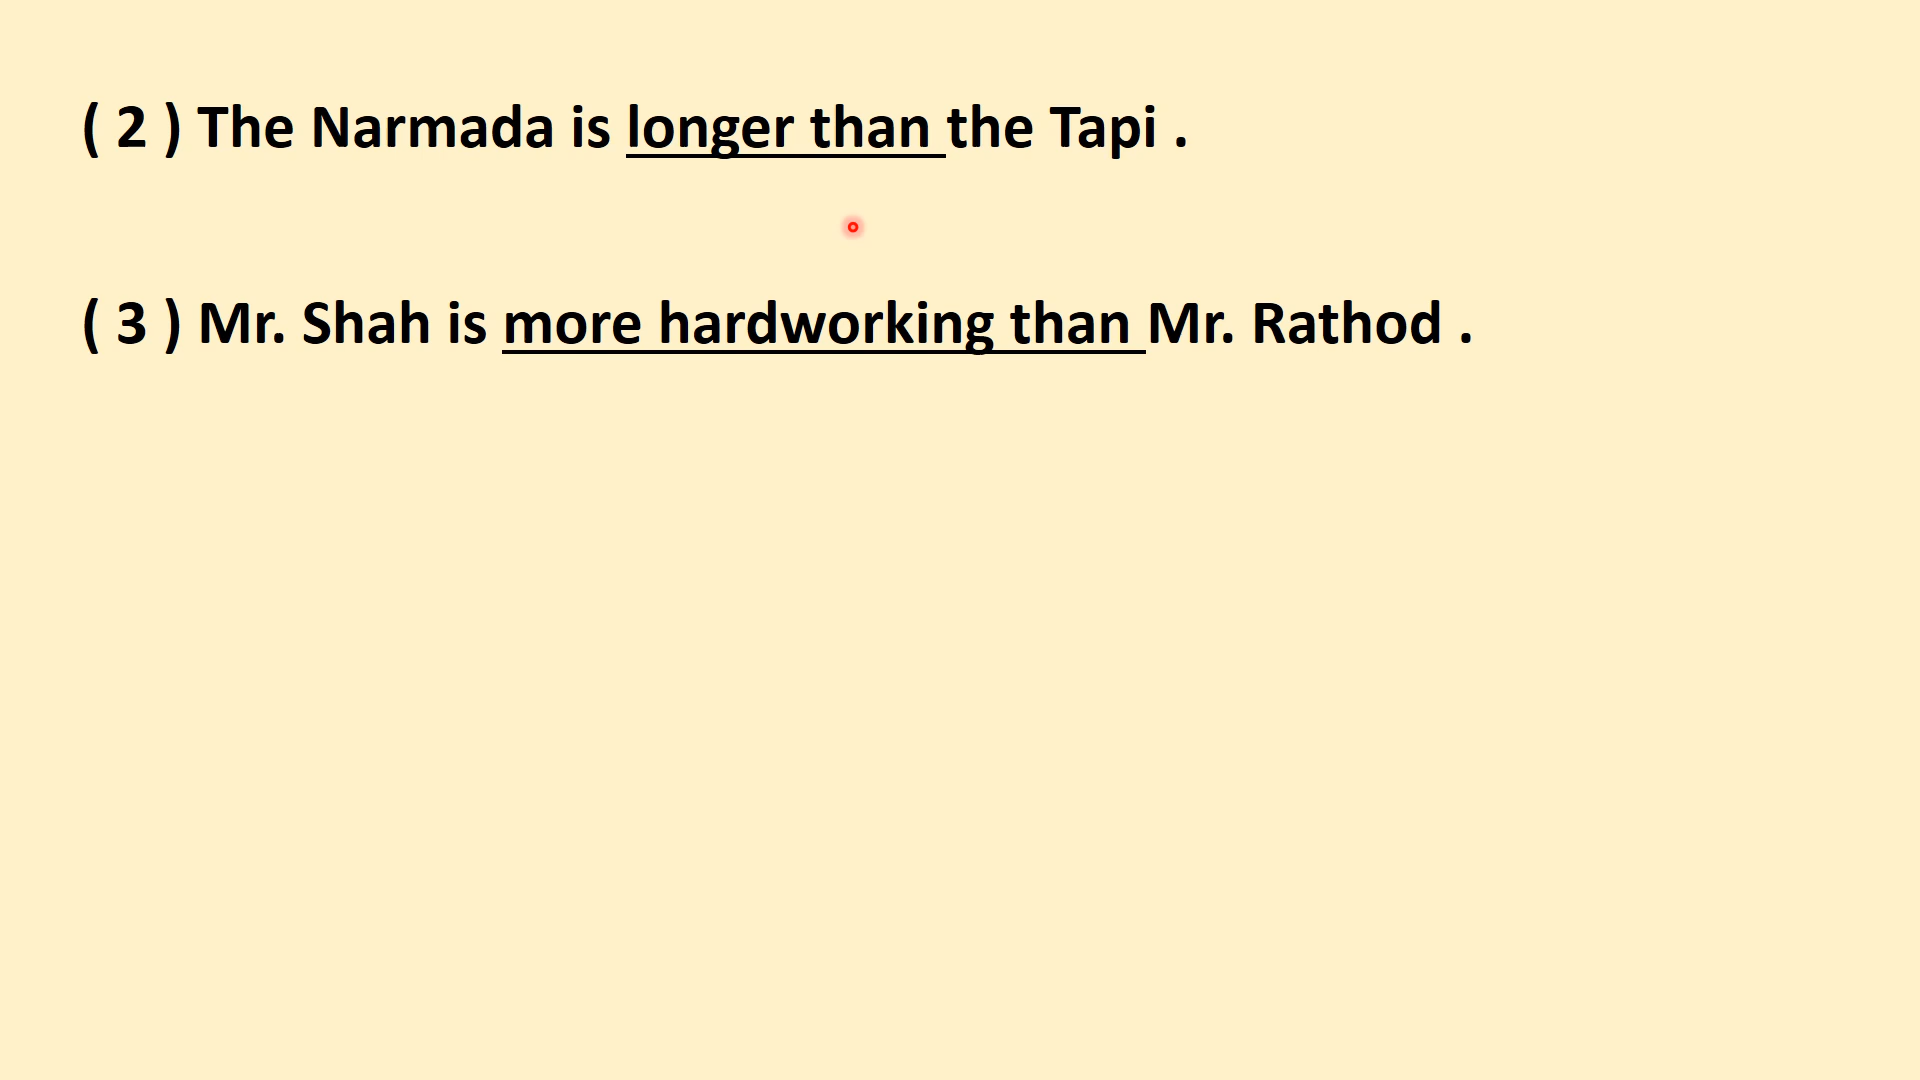 ( 2 ) The Narmada is longer than the Tapi .
( 3 ) Mr. Shah is more hardworking than Mr. Rathod .